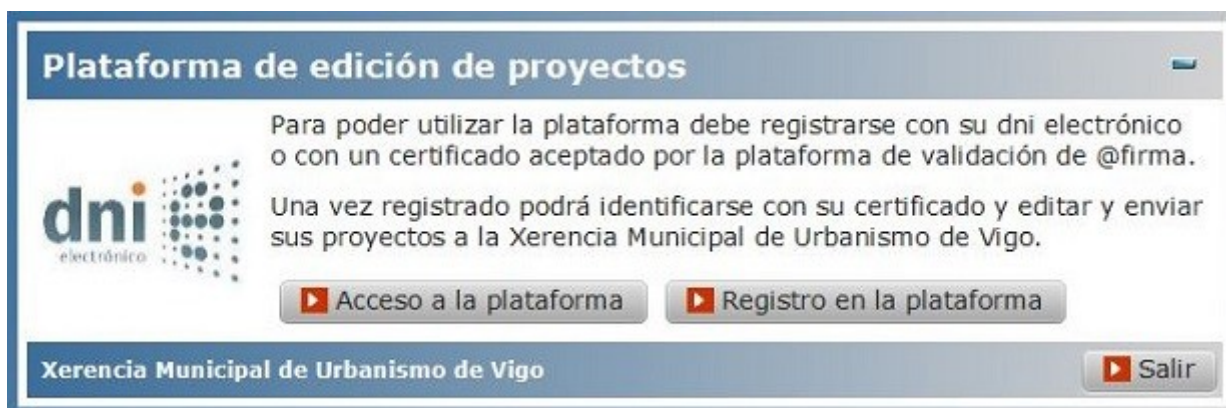 Plataforma de edición de proyectos
Para poder utilizar la plataforma debe registrarse con su dni electrónico
o con un certificado aceptado por la plataforma de validación de @firma.
dni
electrónico
Una vez registrado podrá identificarse con su certificado y editar y enviar
sus proyectos a la Xerencia Municipal de Urbanismo de Vigo.
Acceso a la plataforma
Registro en la plataforma
Xerencia Municipal de Urbanismo de Vigo
Salir